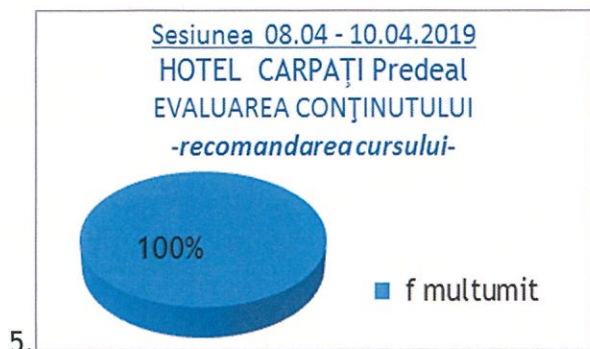 Sesiunea 08.04 - 10.04.2019
HOTEL CARPAȚI Predeal
EVALUAREA CONŢINUTULUI
-recomandarea cursului-
100%
f multumit
5.